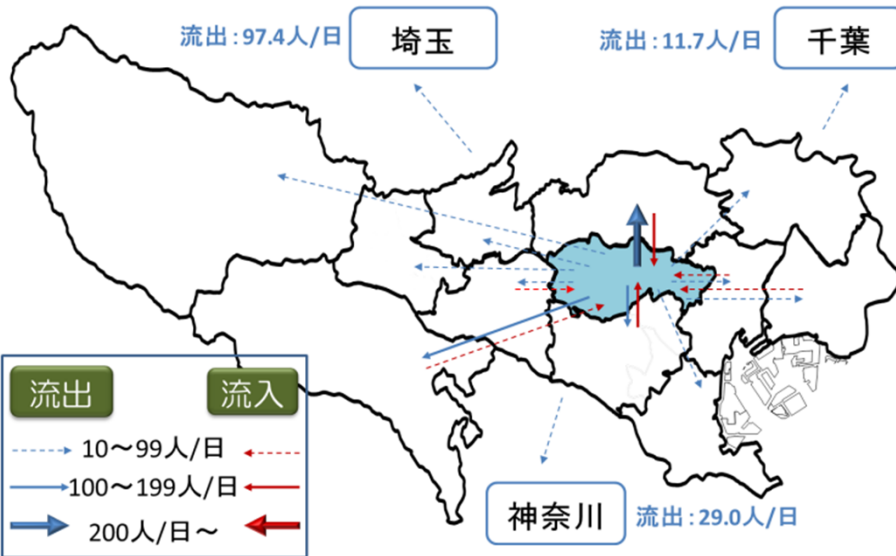 流出:97.4人/日
埼玉
流出:11.7人/日
千葉
流出
流入
10～99人/日
100～199人/日
200人/日～
神奈川
流出:29.0人/日